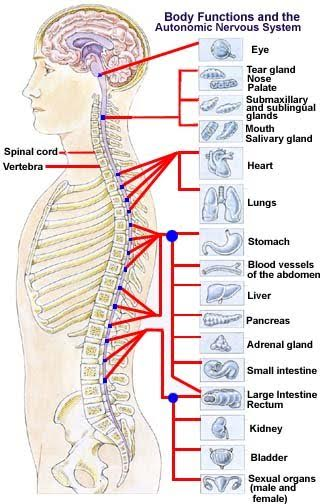 Body Functions and the
Autonomic Nervous System
Eye
Tear gland
Nose
Palate
Submaxillary
and sublingual
glands
Mouth
Salivary gland
Spinal cord
Vertebra
Heart
Lungs
Stomach
Blood vessels
of the abdomen
Liver
Pancreas
Adrenal gland
Small intestine
Large Intestine
Rectum
Kidney
Bladder
Sexual organs
(male and
female)